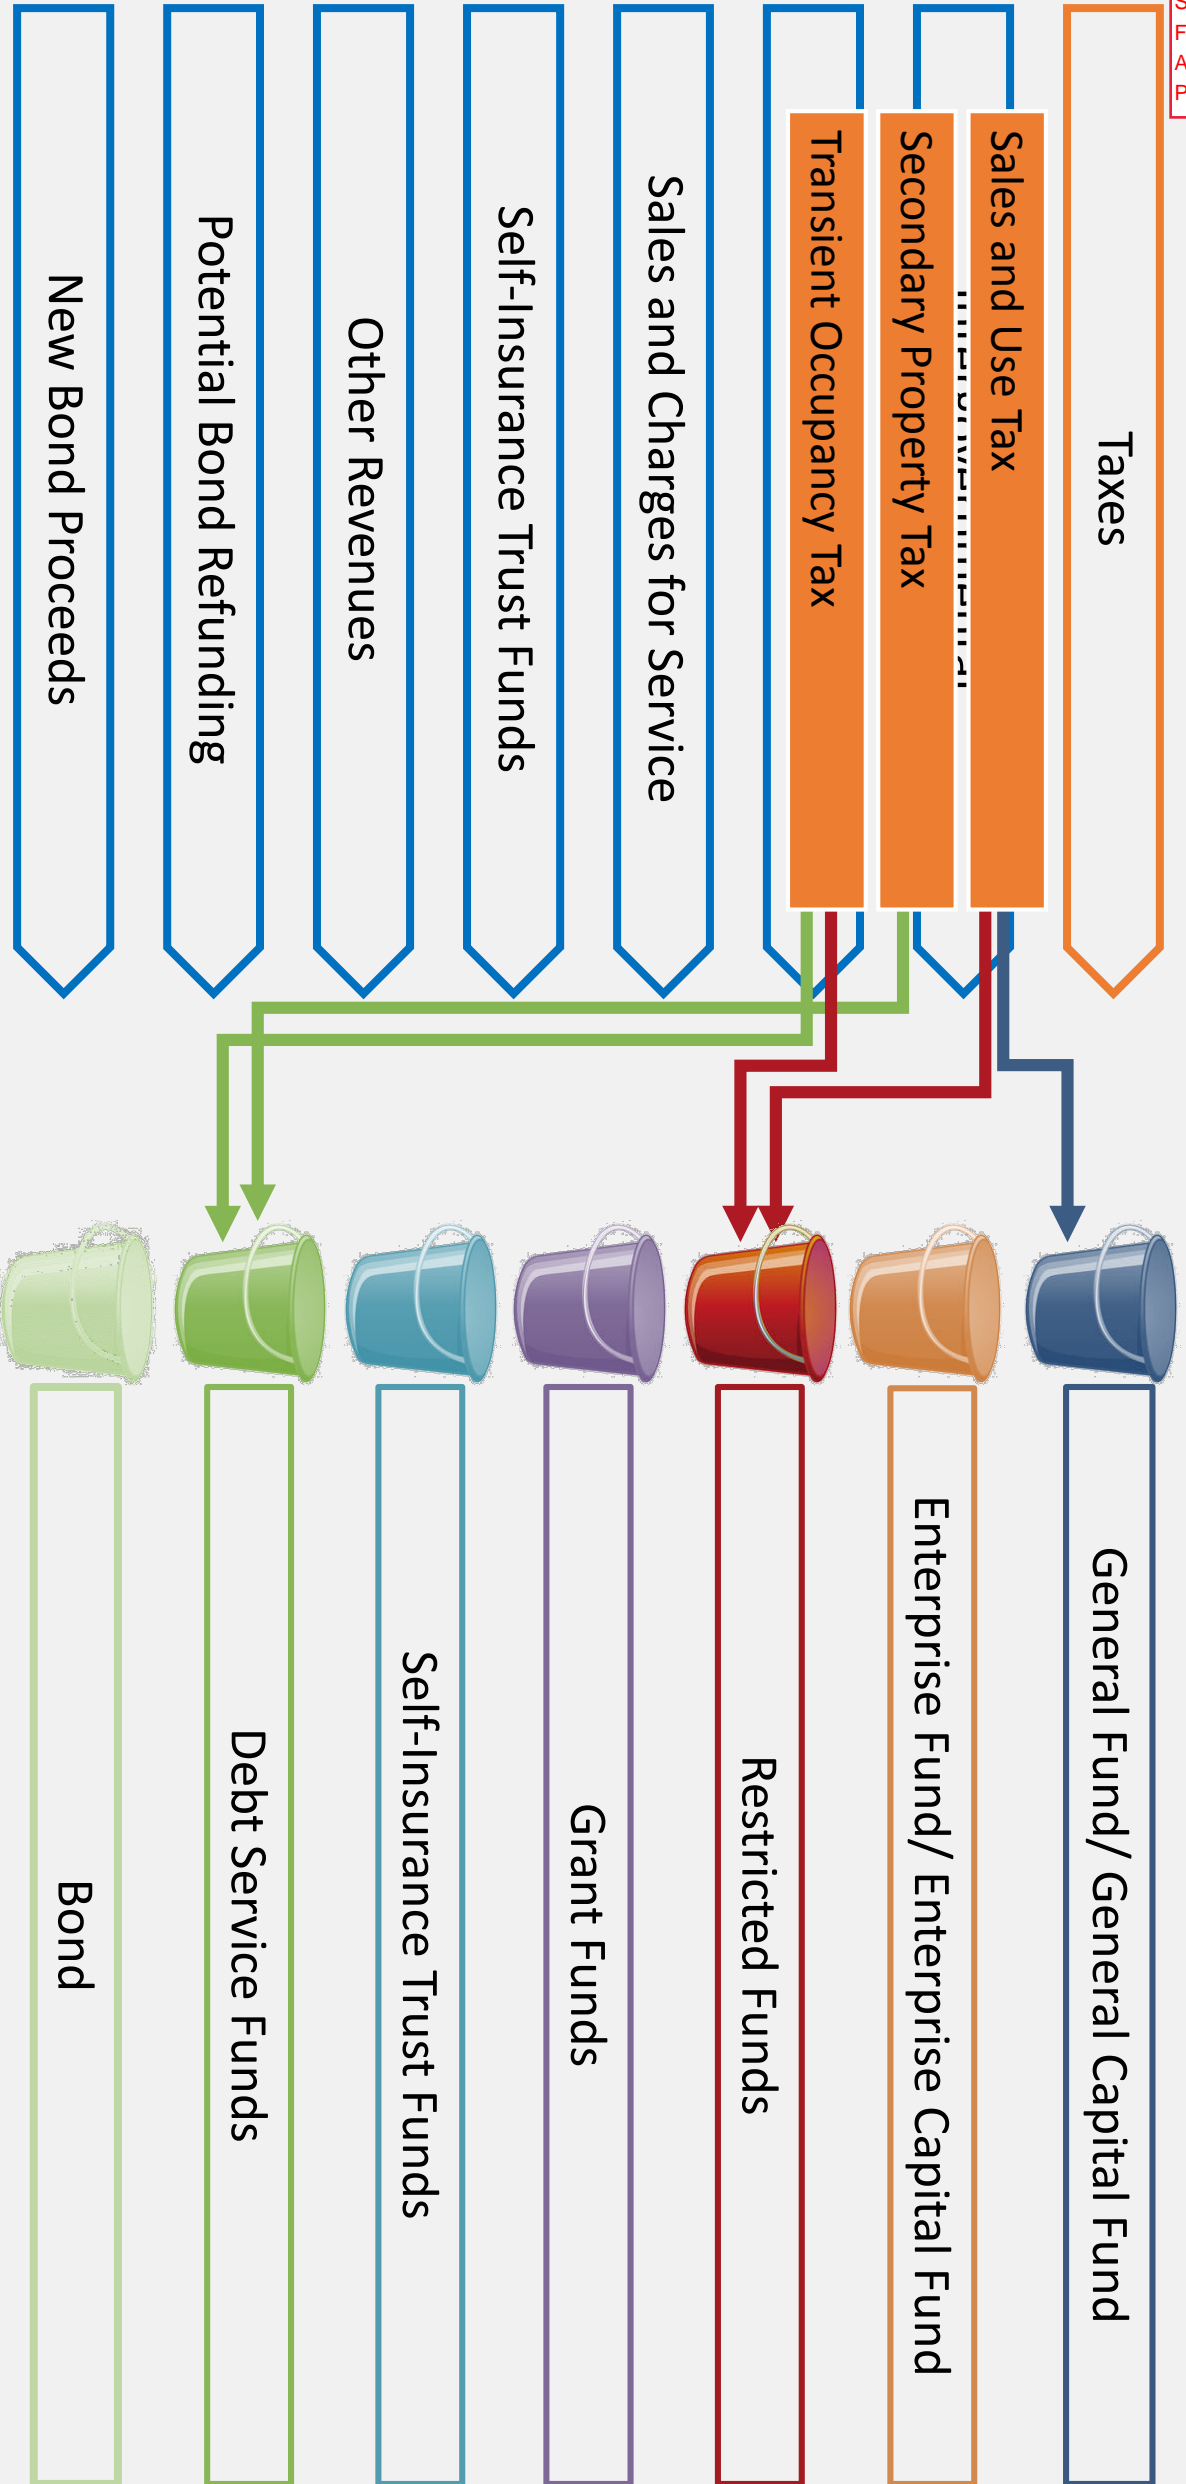 Taxes
Sales and Use Tax
Secondary Property Tax
Transient Occupancy Tax
Sales and Charges for Service
Self-Insurance Trust Funds
Other Revenues
Potential Bond Refunding
New Bond Proceeds
General Fund/ General Capital Fund
Enterprise Fund/ Enterprise Capital Fund
Restricted Funds
Grant Funds
Self-Insurance Trust Funds
Debt Service Funds
Bond